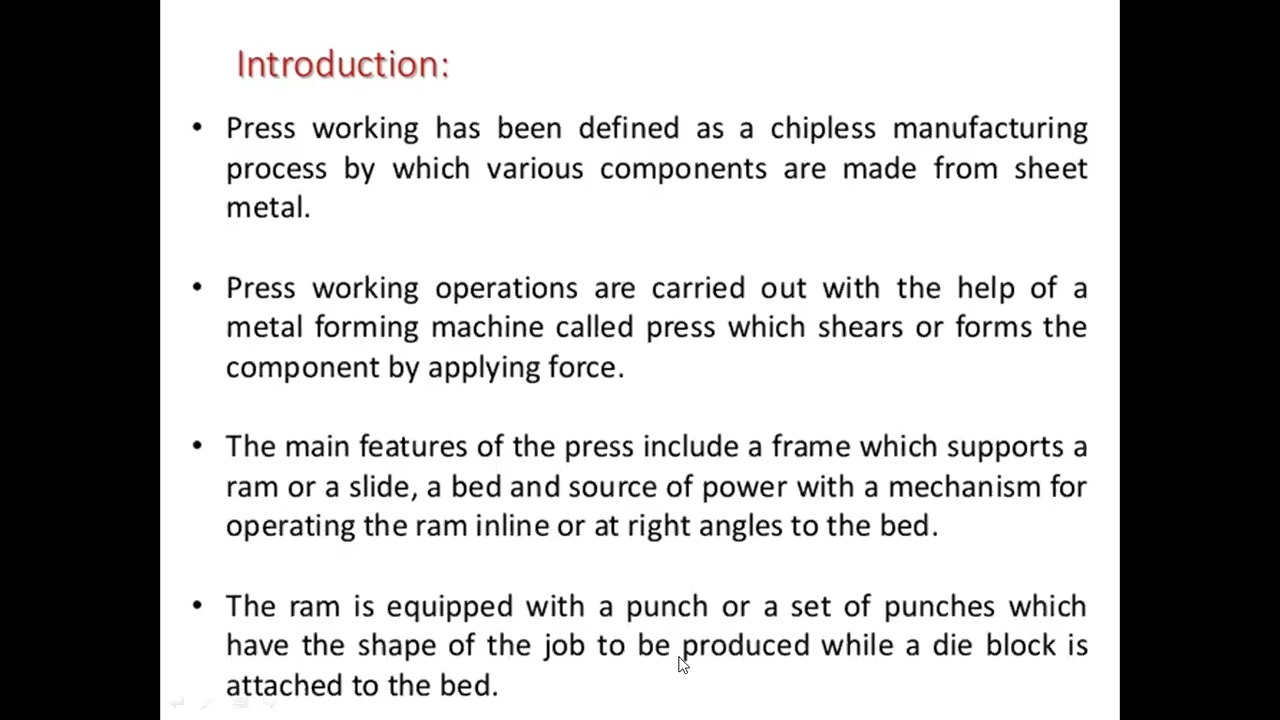 Introduction:
• Press working has been defined as a chipless manufacturing
process by which various components are made from sheet
metal.
• Press working operations are carried out with the help of a
metal forming machine called press which shears or forms the
component by applying force.
• The main features of the press include a frame which supports a
ram or a slide, a bed and source of power with a mechanism for
operating the ram inline or at right angles to the bed.
• The ram is equipped with a punch or a set of punches which
have the shape of the job to be produced while a die block is
attached to the bed.